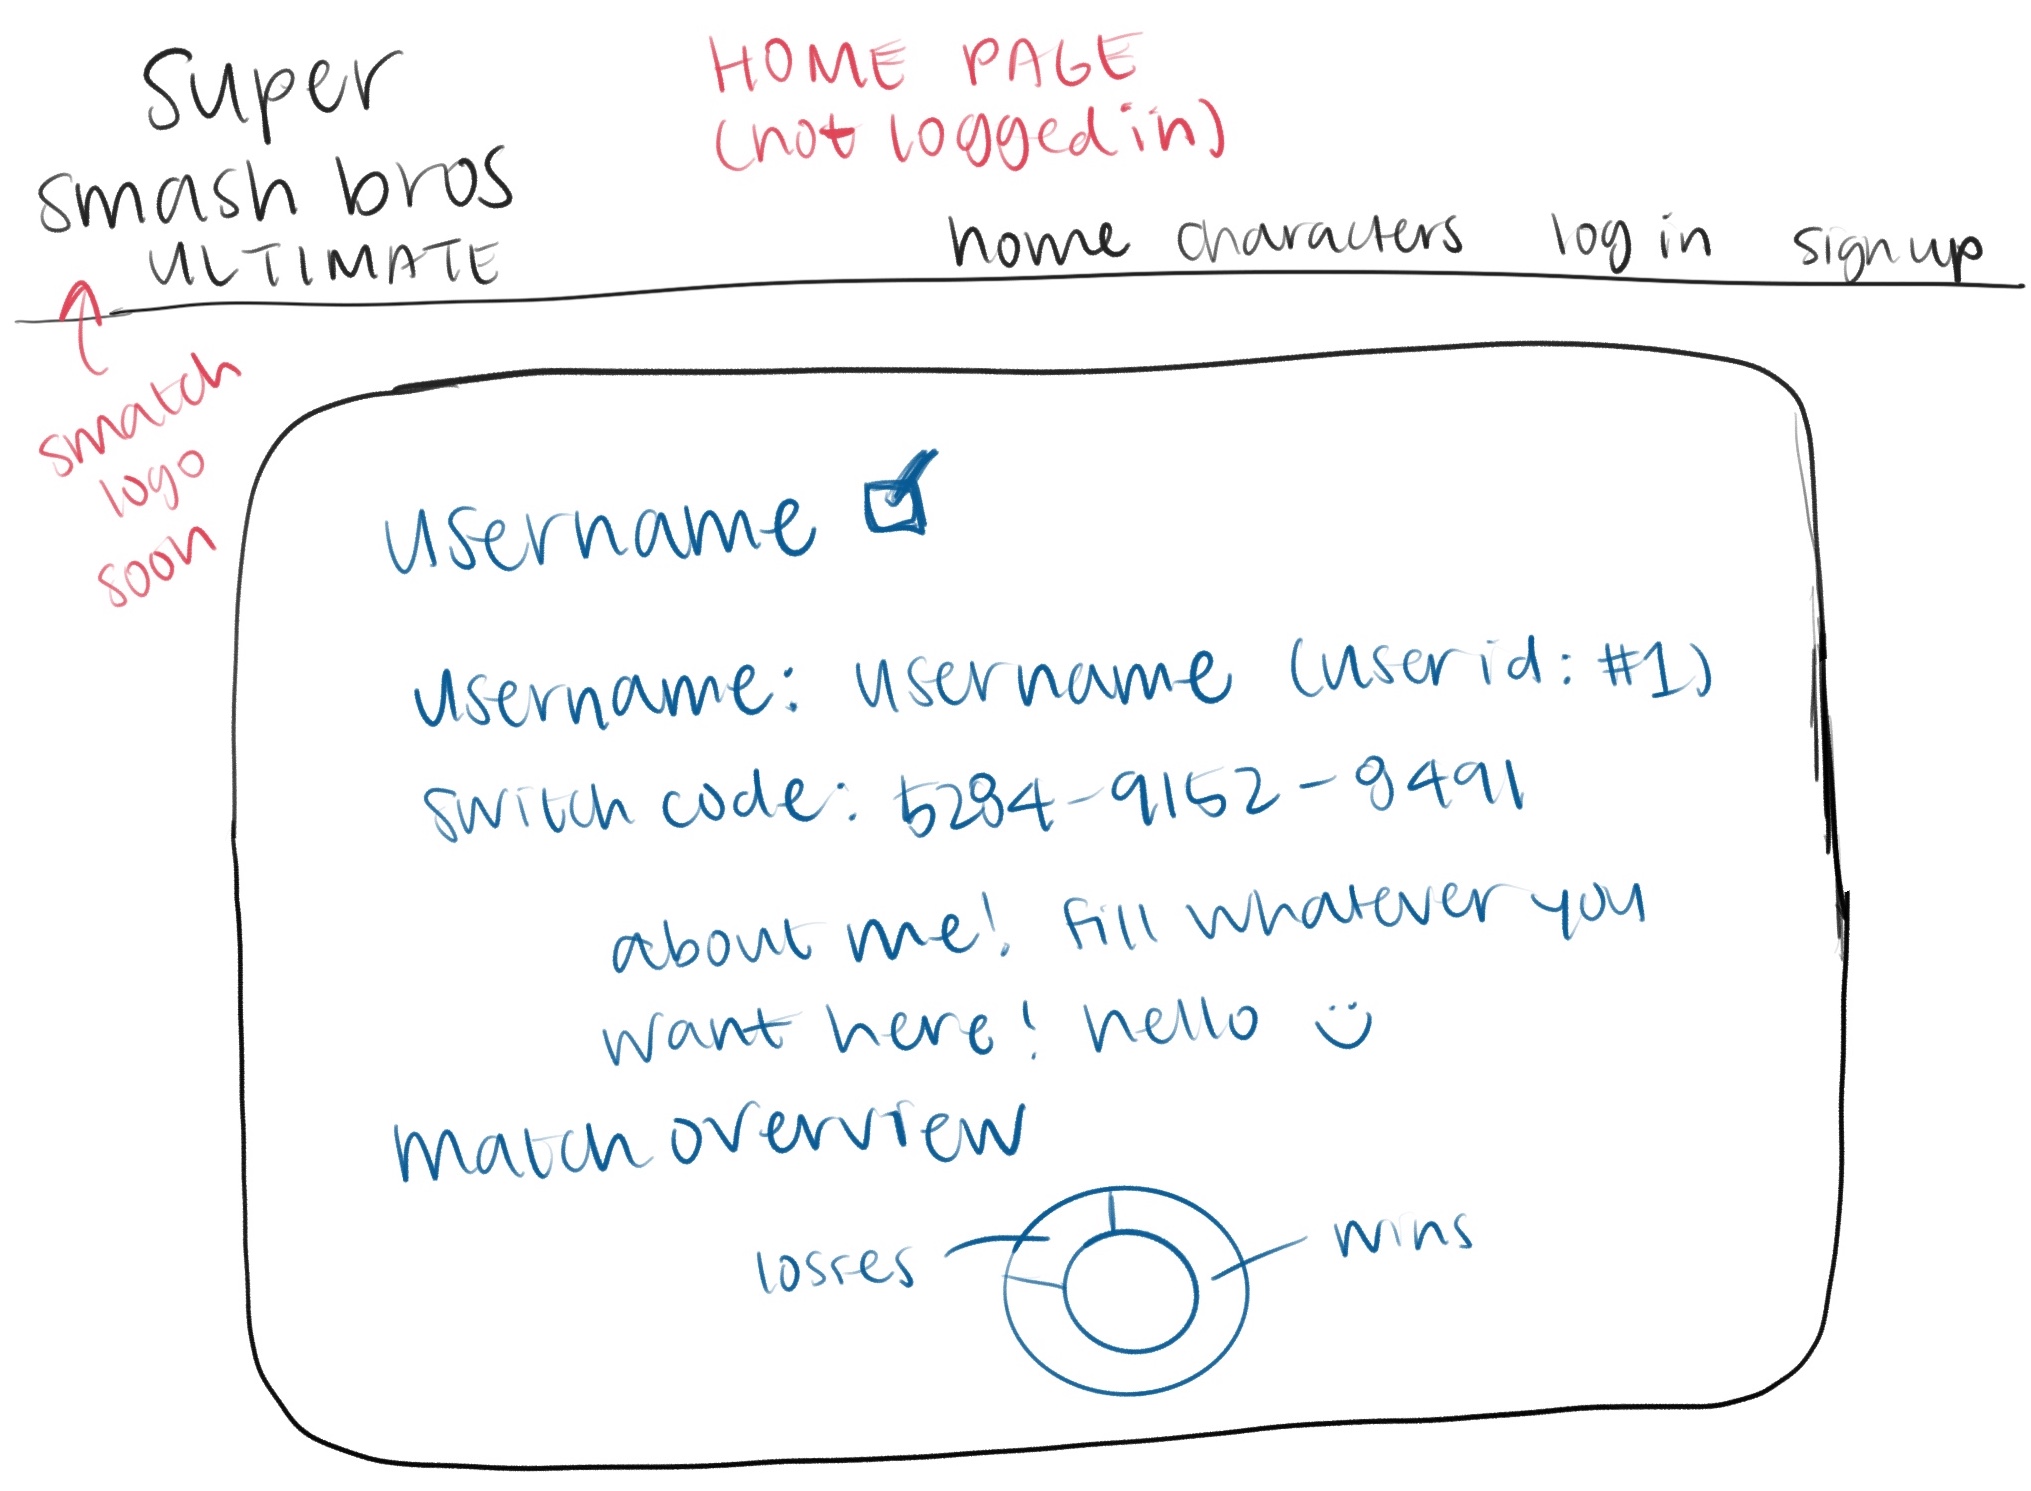 super
smash bros
ULTIMATE
HOME PAGE
(not logged in)
home characters log in sign up
smatch
logo
soon
username
username: username (user id: #1)
switch code: 5284-9152-8491
about me! fill whatever you
want here! hello :)
match overview
losses
wins